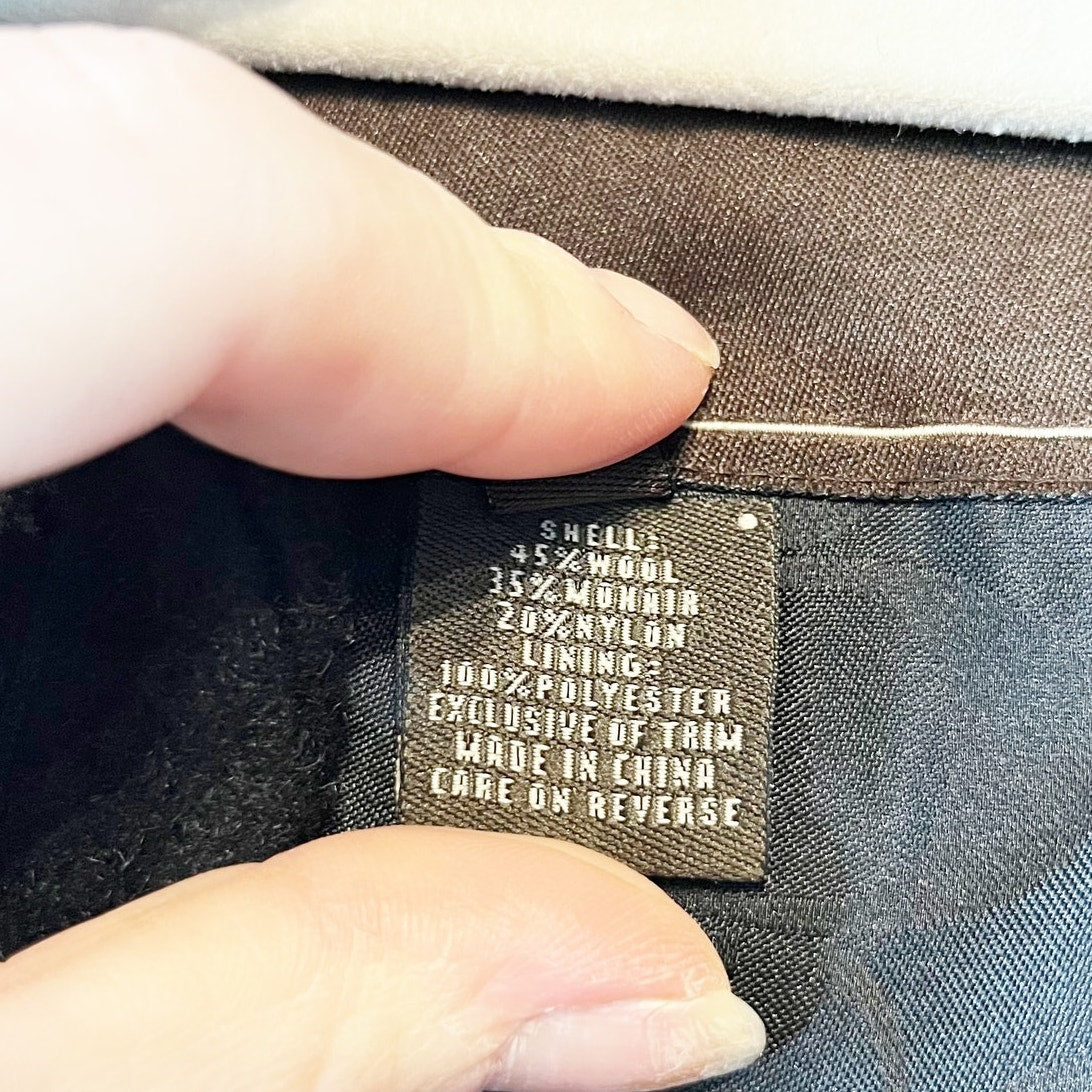 SHELL:
45%WOOL
35%MOHAIR
20%NYLON
LINING:
100%POLYESTER
EXCLUSIVE OF TRIM
MADE IN CHINA
CARE ON REVERSE